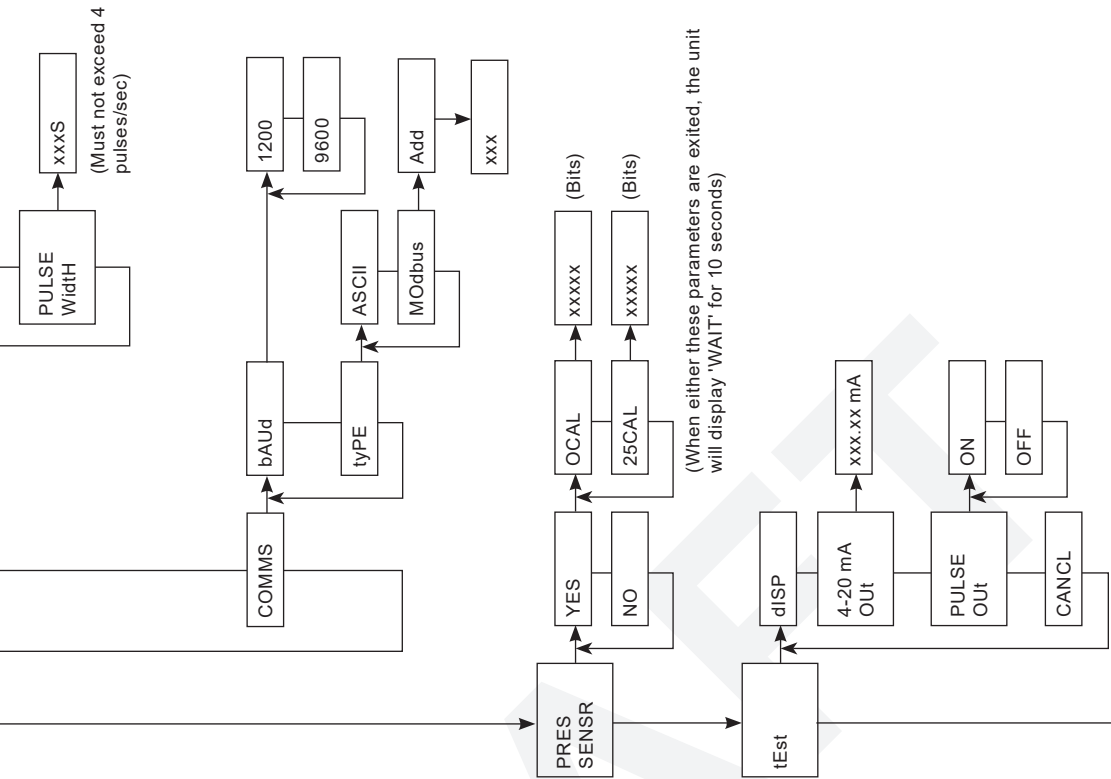 PULSE
WidtH
xxxS
(Must not exceed 4
pulses/sec)
COMMS
bAUd
1200
9600
tyPE
ASCII
MOdbus
Add
xxx
PRES
SENSR
YES
NO
OCAL
xxxxx
(Bits)
25CAL
xxxxx
(Bits)
(When either these parameters are exited, the unit
will display 'WAIT' for 10 seconds)
tEst
dISP
4-20 mA
OUt
xxx.xx mA
PULSE
OUt
ON
OFF
CANCL